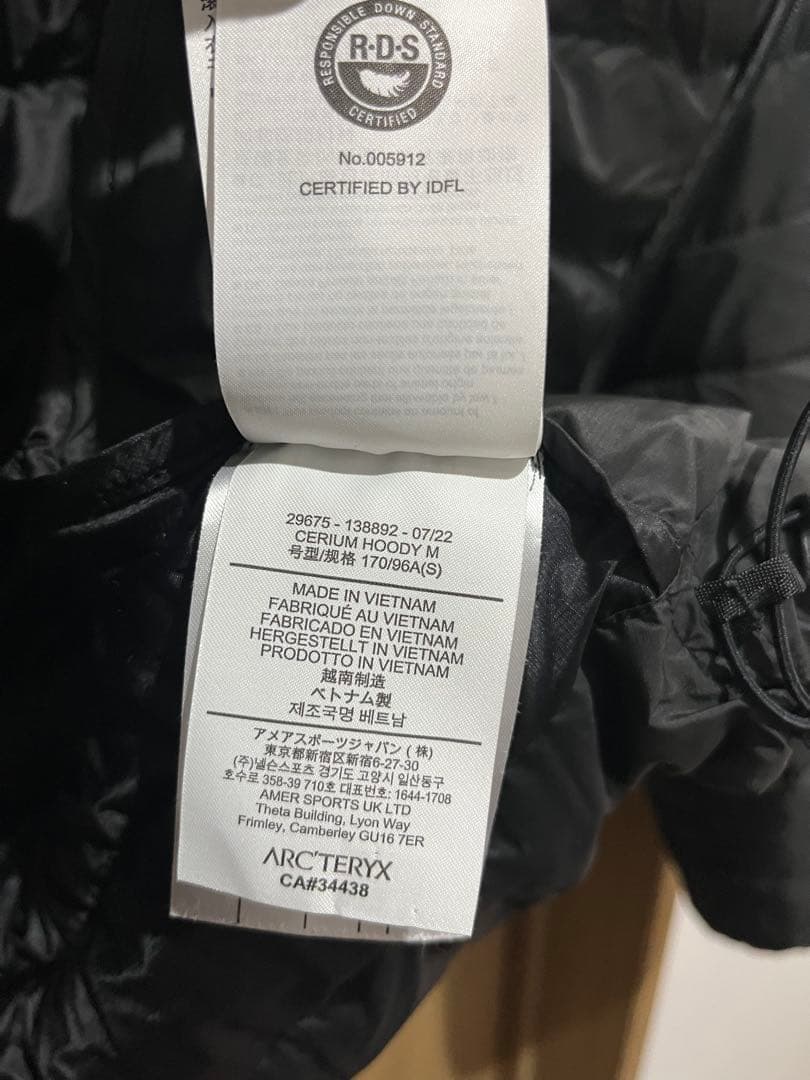 RESPONSIBLE DOWN STANDARD
R·D·S
CERTIFIED
No.005912
CERTIFIED BY IDFL
29675 - 138892 - 07/22
CERIUM HOODY M
号型/规格 170/96A(S)
MADE IN VIETNAM
FABRIQUÉ AU VIETNAM
FABRICADO EN VIETNAM
HERGESTELLT IN VIETNAM
PRODOTTO IN VIETNAM
越南制造
ベトナム製
제조국명 베트남
アメアスポーツジャパン (株)
東京都新宿区新宿6-27-30
(주)넬슨스포츠 경기도 고양시 일산동구
호수로 358-39 710호 대표번호: 1644-1708
AMER SPORTS UK LTD
Theta Building, Lyon Way
Frimley, Camberley GU16 7ER
ARC'TERYX
CA#34438